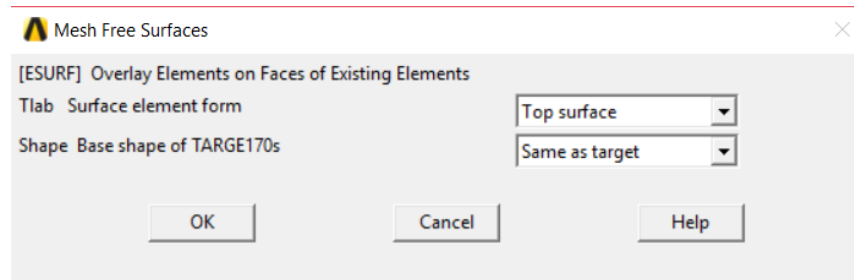 Mesh Free Surfaces
[ESURF] Overlay Elements on Faces of Existing Elements
Tlab Surface element form Top surface
Shape Base shape of TARGE170s Same as target
OK Cancel Help